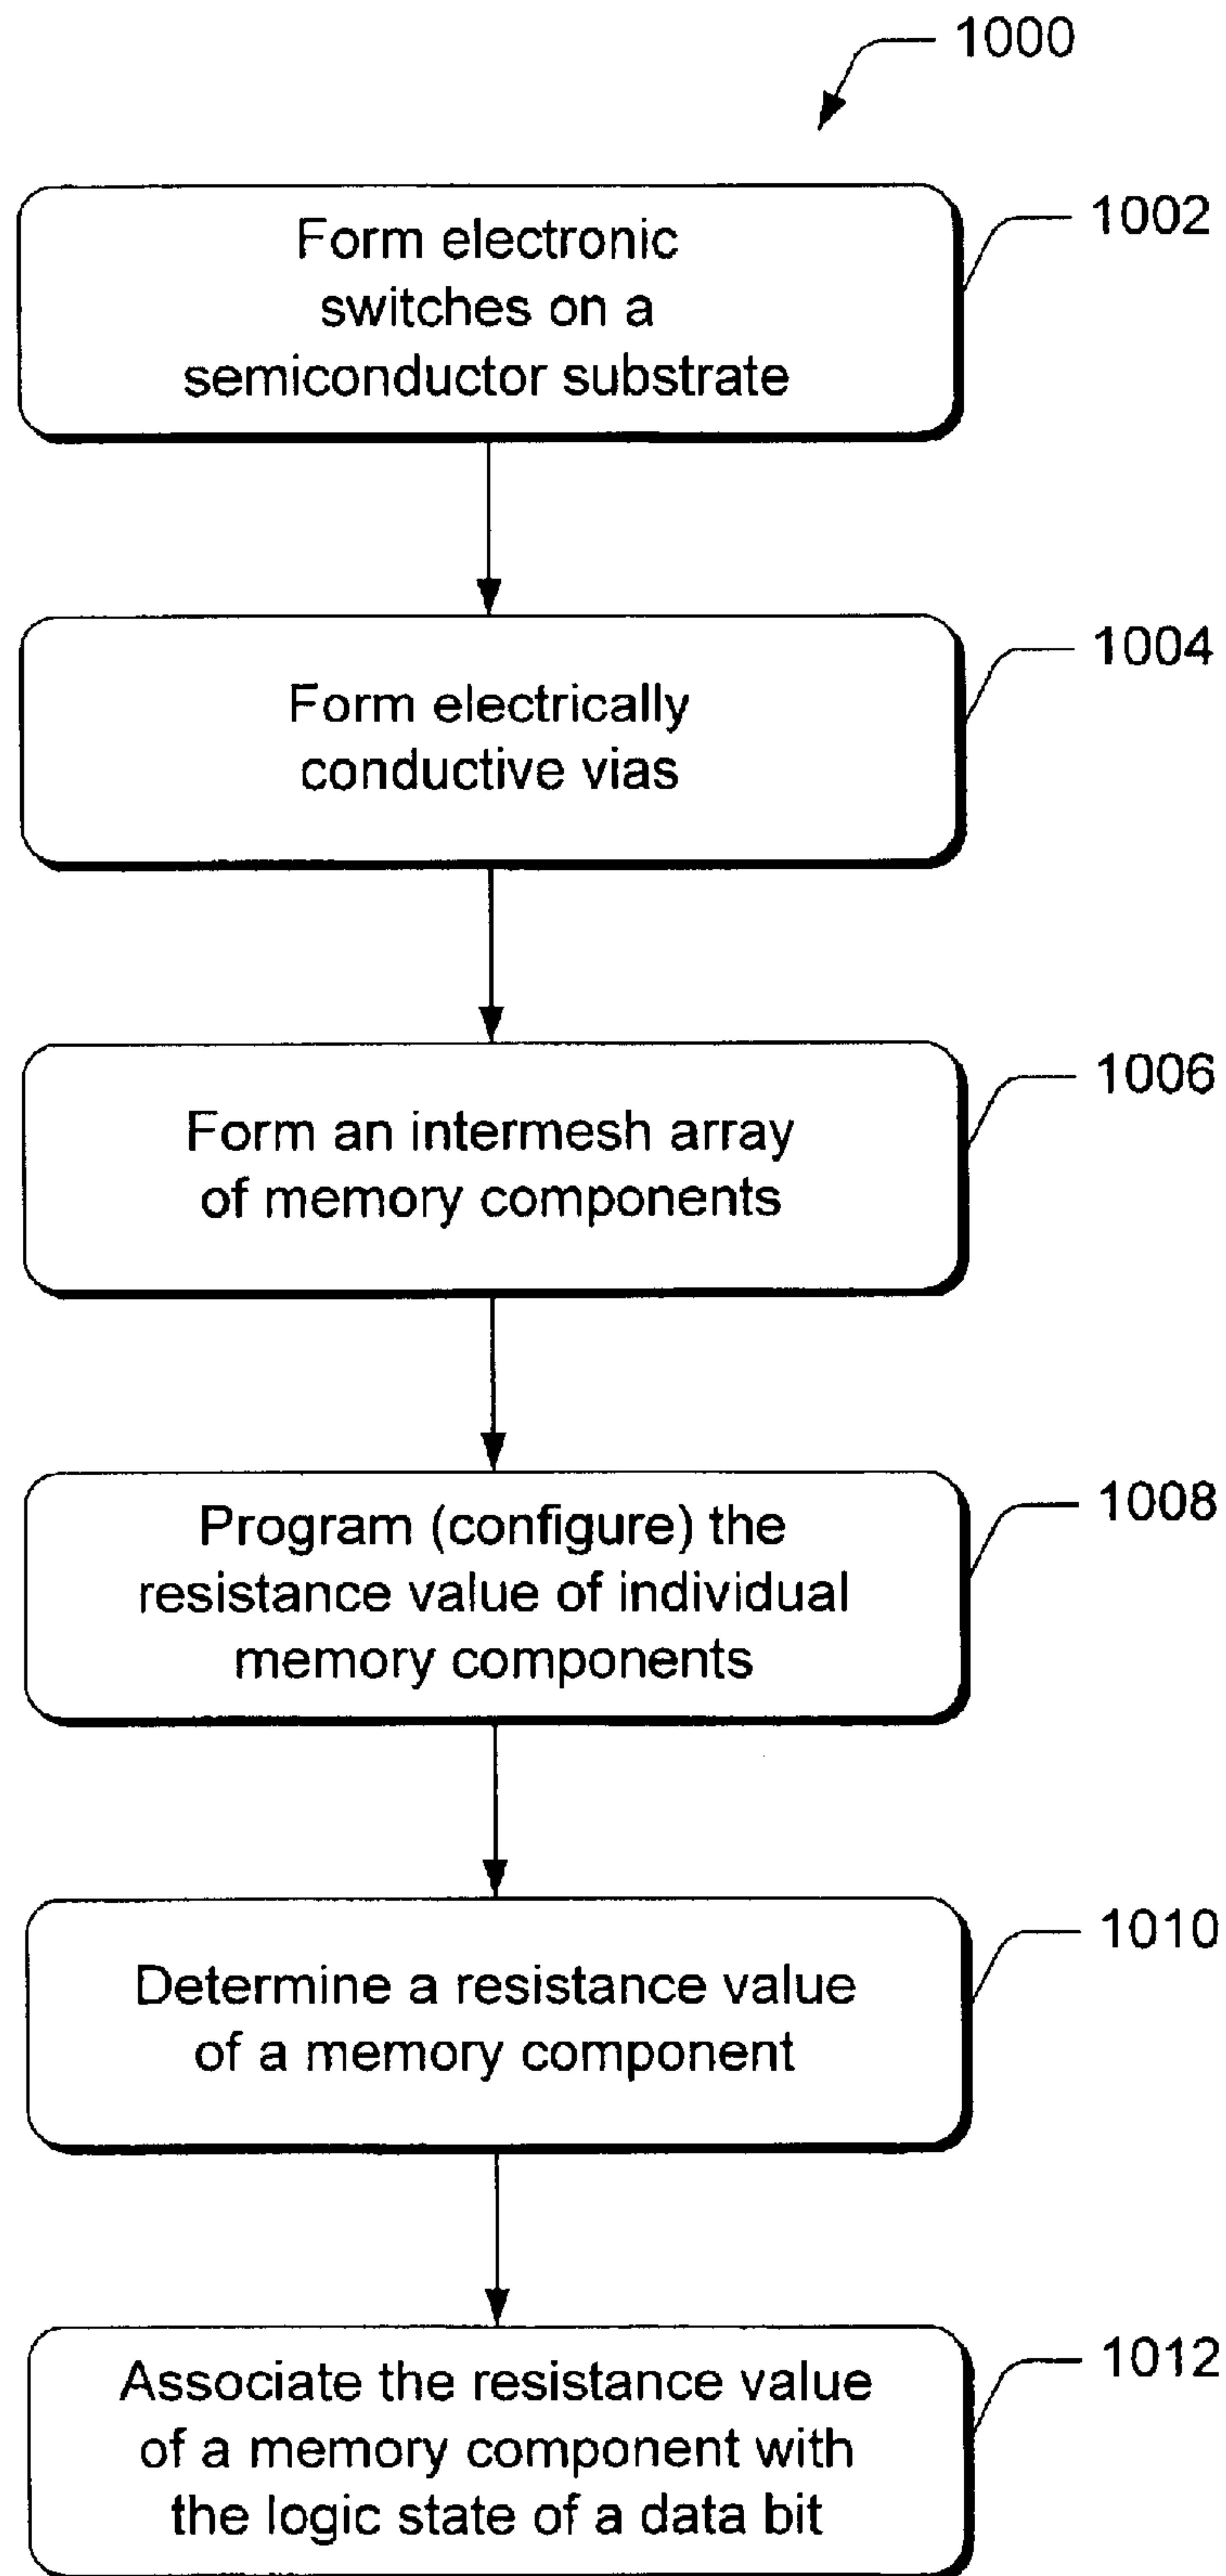 1000
1002
Form electronic
switches on a
semiconductor substrate
1004
Form electrically
conductive vias
1006
Form an intermesh array
of memory components
1008
Program (configure) the
resistance value of individual
memory components
1010
Determine a resistance value
of a memory component
1012
Associate the resistance value
of a memory component with
the logic state of a data bit